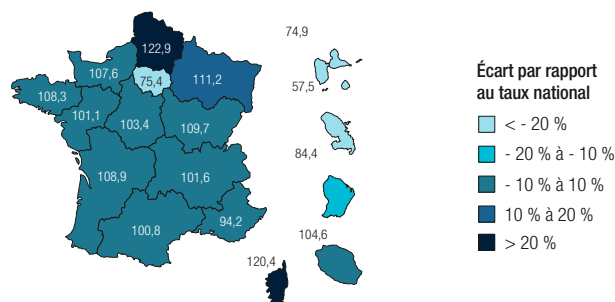 74,9
122,9
107,6
75,4
111,2
57,5
108,3
101,1
103,4
109,7
84,4
108,9
101,6
94,2
100,8
104,6
120,4
Écart par rapport
au taux national
< - 20 %
- 20 % à - 10 %
- 10 % à 10 %
10 % à 20 %
> 20 %